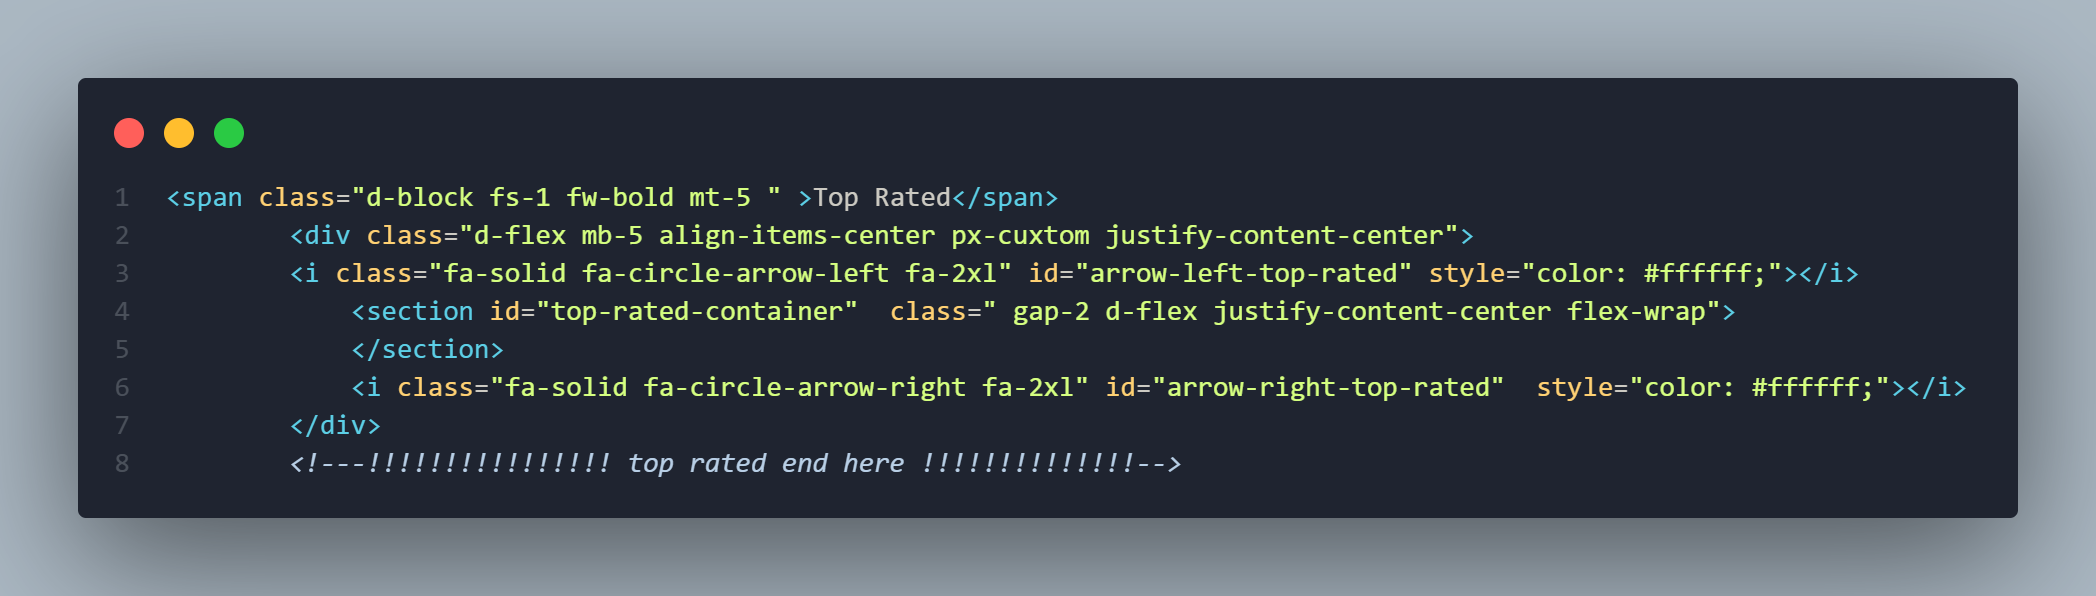 1 <span class="d-block fs-1 fw-bold mt-5 " >Top Rated</span>
2 <div class="d-flex mb-5 align-items-center px-cuxtom justify-content-center">
3 <i class="fa-solid fa-circle-arrow-left fa-2xl" id="arrow-left-top-rated" style="color: #ffffff;"></i>
4 <section id="top-rated-container"  class=" gap-2 d-flex justify-content-center flex-wrap">
5 </section>
6 <i class="fa-solid fa-circle-arrow-right fa-2xl" id="arrow-right-top-rated"  style="color: #ffffff;"></i>
7 </div>
8 <!---!!!!!!!!!!!!!!!! top rated end here !!!!!!!!!!!!!!-->